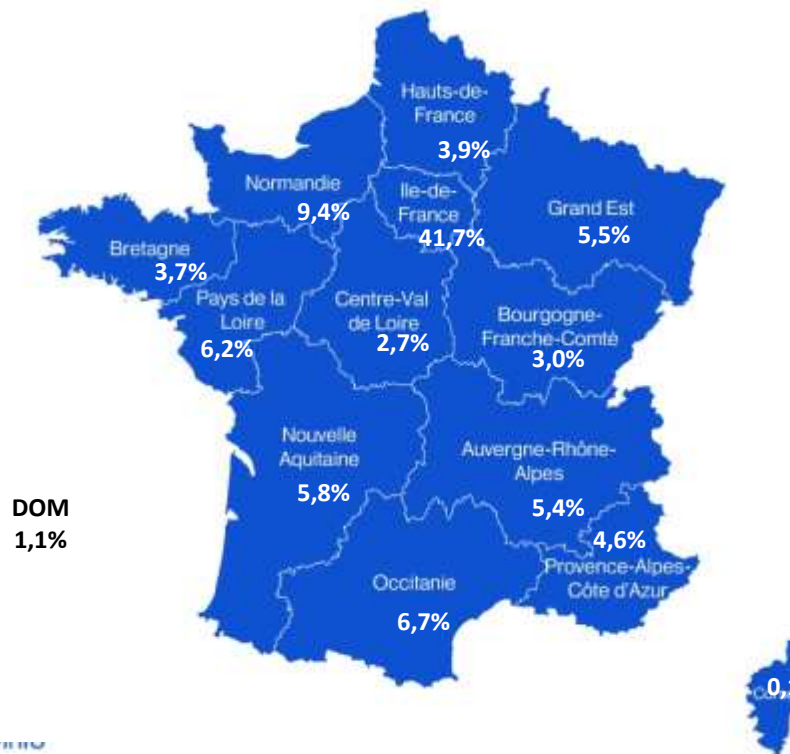 Hauts-de-
France
3,9%
Normandie
9,4%
Ile-de-
France
41,7%
Grand Est
5,5%
Bretagne
3,7%
Pays de la
Loire
6,2%
Centre-Val
de Loire
2,7%
Bourgogne-
Franche-Comté
3,0%
Nouvelle
Aquitaine
5,8%
Auvergne-Rhône-
Alpes
5,4%
DOM
1,1%
4,6%
Provence-Alpes-
Côte d'Azur
Occitanie
6,7%